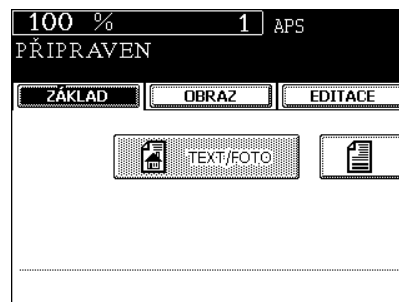 100 % 1 APS
PŘIPRAVEN
ZÁKLAD OBRAZ EDITACE
TEXT/FOTO